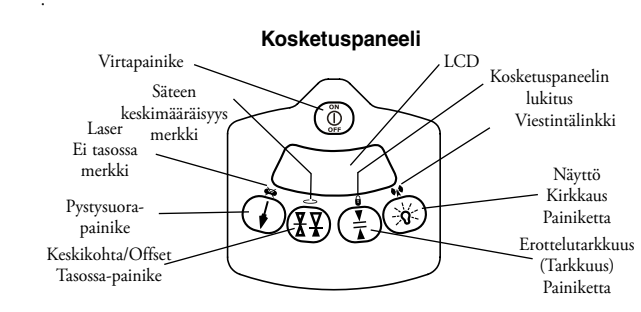 Kosketuspaneeli
Virtapainike
LCD
Säteen
keskimääräisyys
merkki
Kosketuspaneelin
lukitus
Viestintälinkki
Laser
Ei tasossa
merkki
ON
OFF
Näyttö
Kirkkaus
Painiketta
Pystysuora-
painike
Keskikohta/Offset
Tasossa-painike
Erottelutarkkuus
(Tarkkuus)
Painiketta